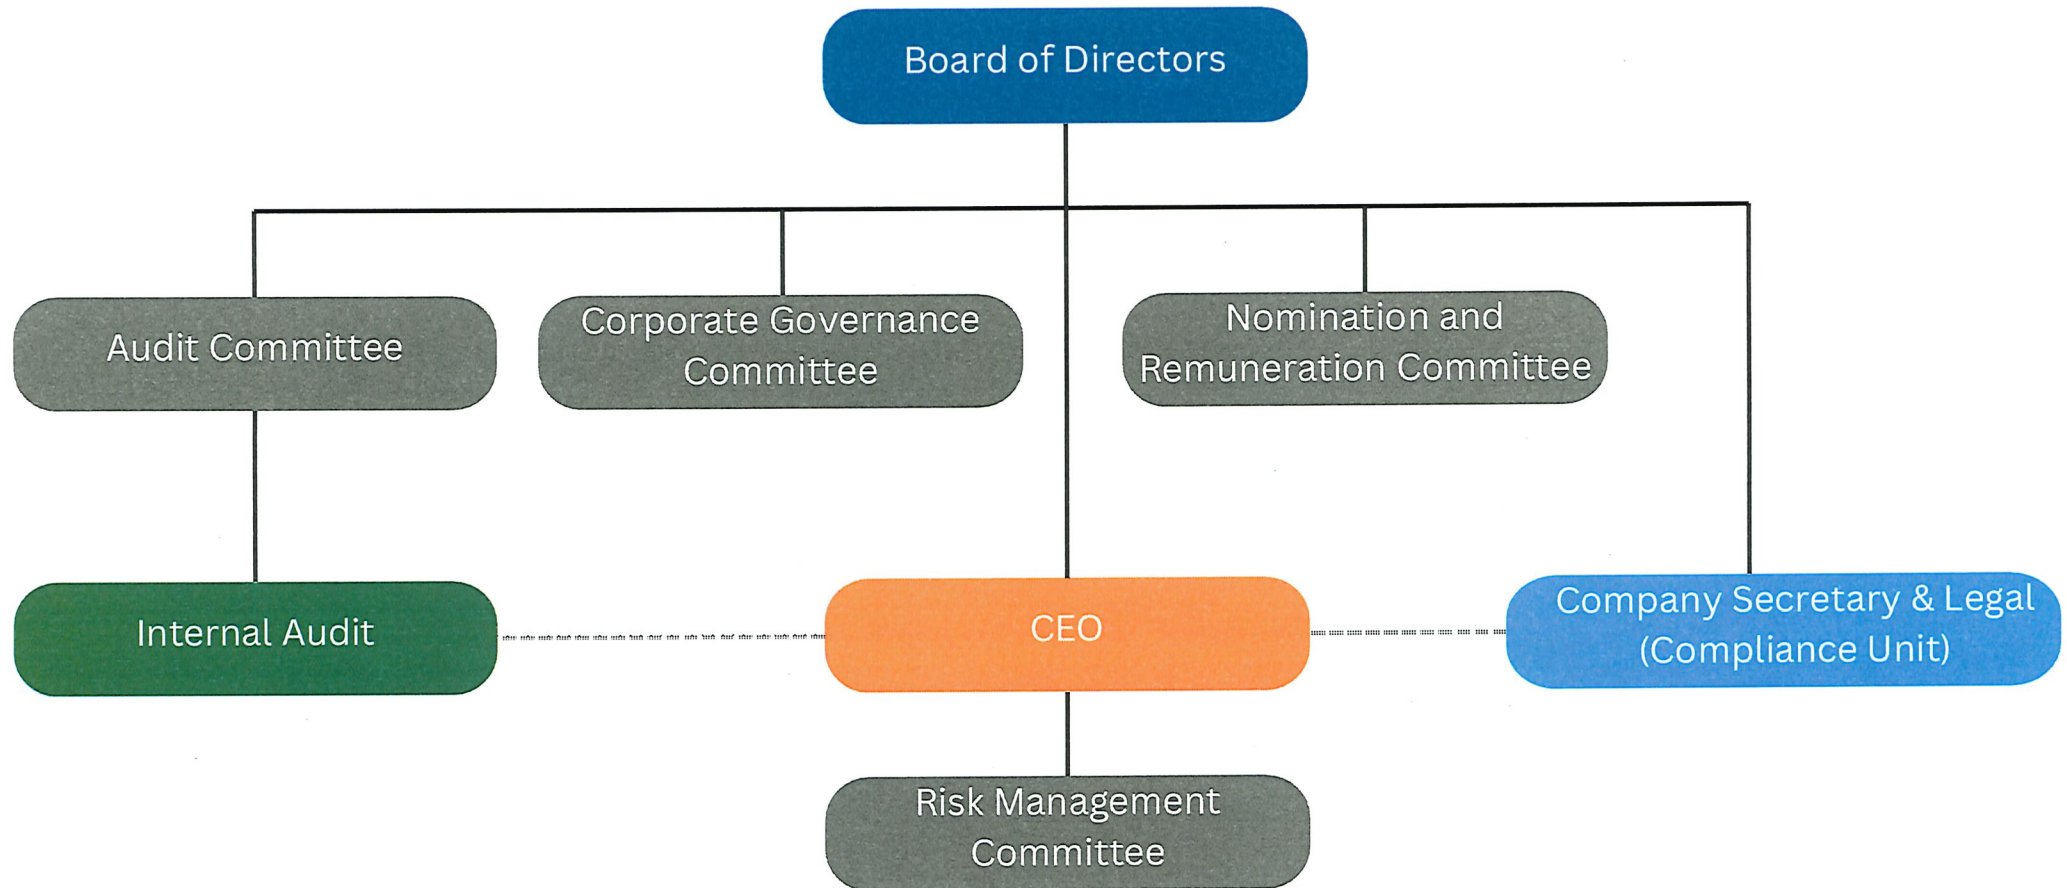 Board of Directors
Audit Committee
Corporate Governance
Committee
Nomination and
Remuneration Committee
Internal Audit
CEO
Company Secretary & Legal
(Compliance Unit)
Risk Management
Committee